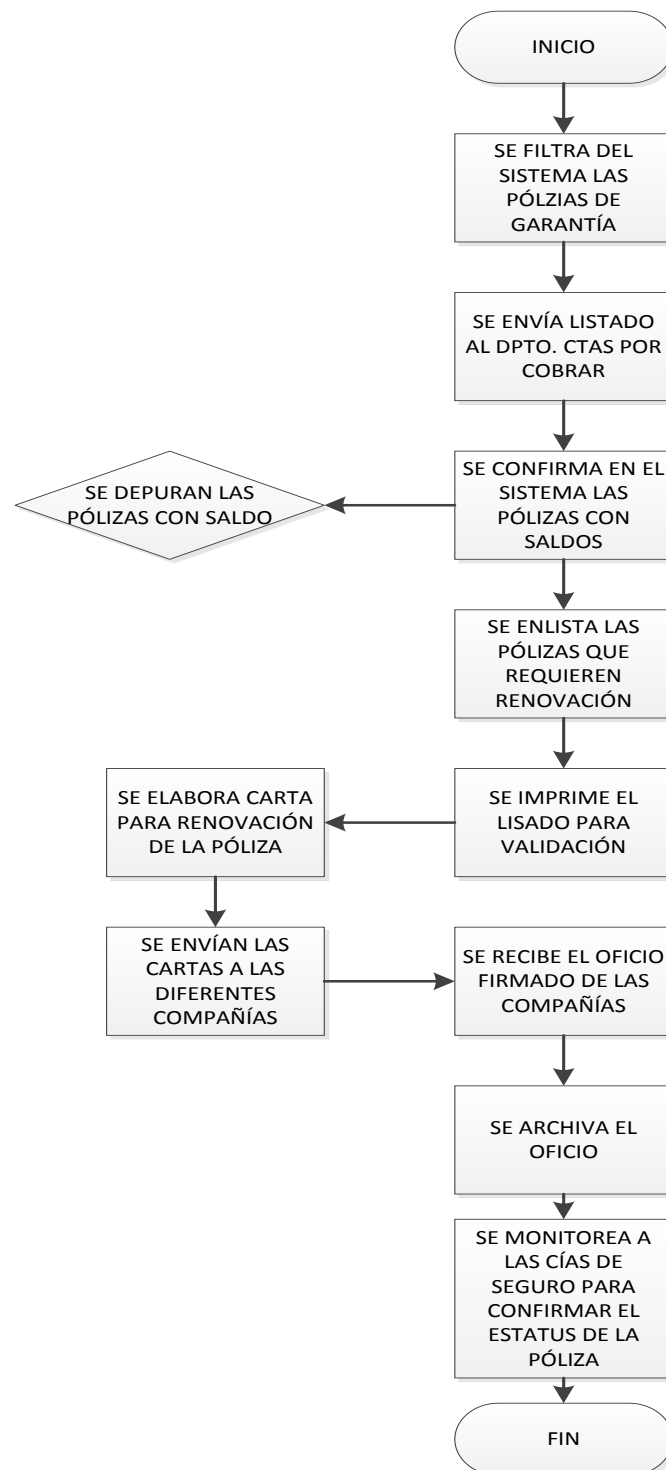 INICIO
SE FILTRA DEL
SISTEMA LAS
PÓLZIAS DE
GARANTÍA
SE ENVÍA LISTADO
AL DPTO. CTAS POR
COBRAR
SE CONFIRMA EN EL
SISTEMA LAS
PÓLIZAS CON
SALDOS
SE DEPURAN LAS
PÓLIZAS CON SALDO
SE ENLISTA LAS
PÓLIZAS QUE
REQUIEREN
RENOVACIÓN
SE IMPRIME EL
LISADO PARA
VALIDACIÓN
SE ELABORA CARTA
PARA RENOVACIÓN
DE LA PÓLIZA
SE ENVÍAN LAS
CARTAS A LAS
DIFERENTES
COMPAÑÍAS
SE RECIBE EL OFICIO
FIRMADO DE LAS
COMPAÑÍAS
SE ARCHIVA EL
OFICIO
SE MONITOREA A
LAS CÍAS DE
SEGURO PARA
CONFIRMAR EL
ESTATUS DE LA
PÓLIZA
FIN